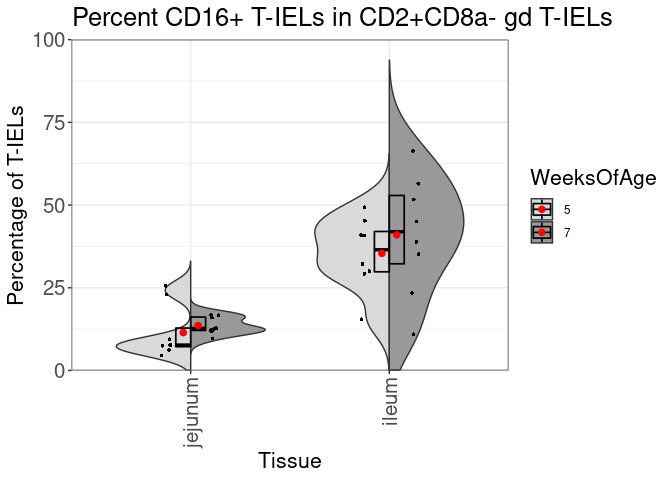 Percent CD16+ T-IELs in CD2+CD8a- gd T-IELs
100
75
50
25
0
Percentage of T-IELs
jejunum
ileum
Tissue
WeeksOfAge
5
7